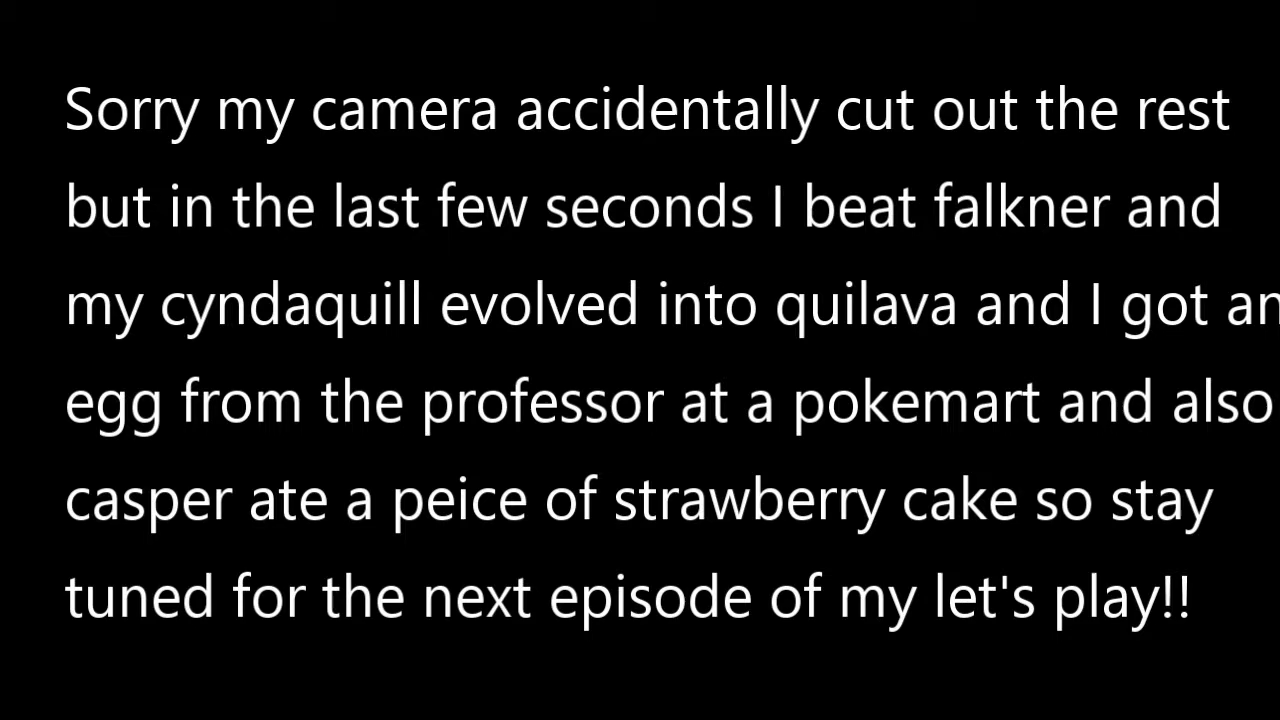 Sorry my camera accidentally cut out the rest
but in the last few seconds I beat falkner and
my cyndaquill evolved into quilava and I got an
egg from the professor at a pokemart and also
casper ate a peice of strawberry cake so stay
tuned for the next episode of my let's play!!